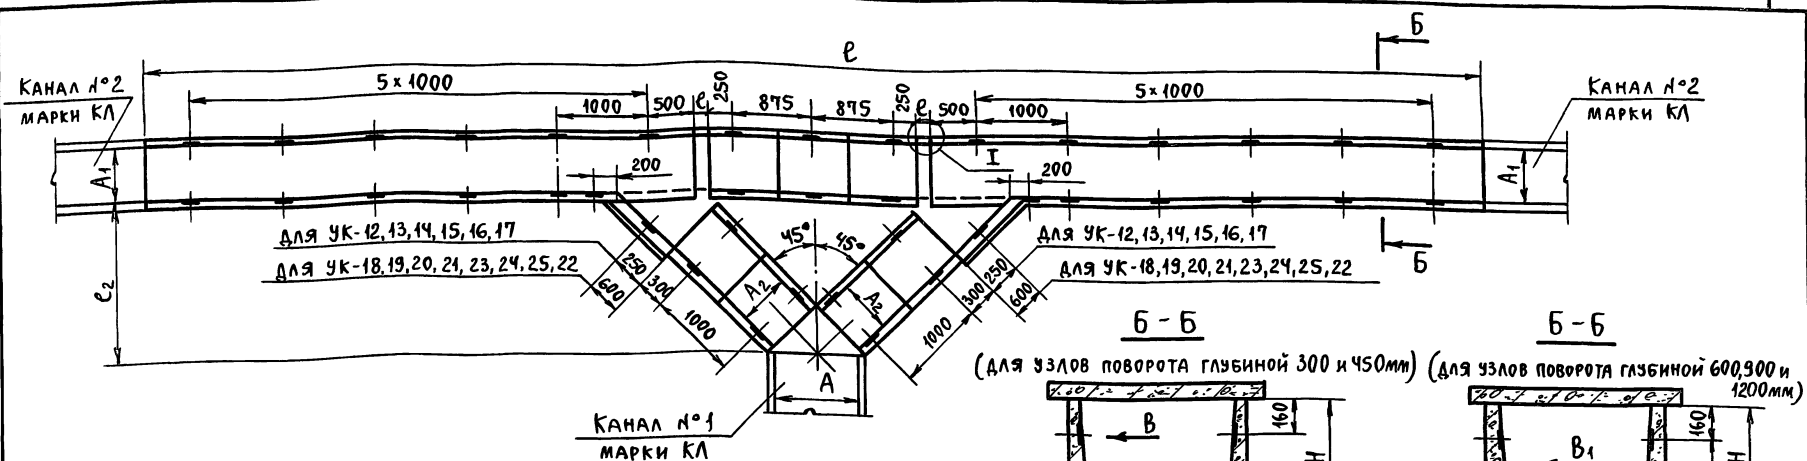 ℓ
Б
КАНАЛ №2
МАРКИ КЛ
5 × 1000
1000
500
ℓ
250
875
875
250
ℓ
500
1000
5×1000
КАНАЛ №2
МАРКИ КЛ
А1
200
I
200
А1
ДЛЯ УК-12,13,14,15,16,17
ДЛЯ УК-18,19,20,21,23,24,25,22
45°
45°
ДЛЯ УК-12,13,14,15,16,17
ДЛЯ УК-18,19,20,21,23,24,25,22
Б
ℓ2
250
600
300
1000
А2
А2
250
300
600
1000
А
КАНАЛ №1
МАРКИ КЛ
Б - Б
(ДЛЯ УЗЛОВ ПОВОРОТА ГЛУБИНОЙ 300 И 450ММ)
В
160
Н
Б - Б
(ДЛЯ УЗЛОВ ПОВОРОТА ГЛУБИНОЙ 600,900 И
1200ММ)
В1
160
Н